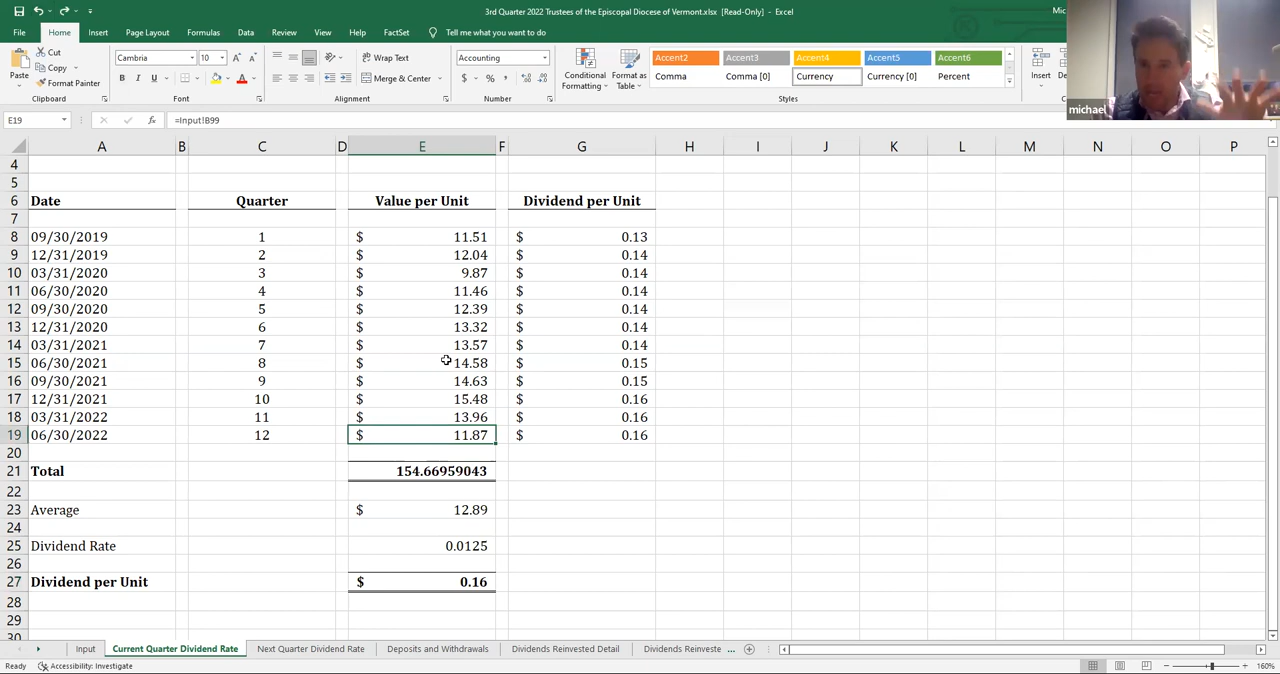 3rd Quarter 2022 Trustees of the Episcopal Diocese of Vermont.xlsx [Read-Only] - Excel
File Home Insert Page Layout Formulas Data Review View Help FactSet Tell me what you want to do
Paste Cut Copy Format Painter
Cambria 10
B I U
Wrap Text
Merge & Center
Accounting
$ % ,
Conditional Formatting Format as Table
Accent2 Accent3 Accent4 Accent5 Accent6
Comma Comma [0] Currency Currency [0] Percent
Insert
michael
Clipboard Font Alignment Number Styles
E19 fx =Input!B99
A B C D E F G H I J K L M N O P
4
5
6 Date Quarter Value per Unit Dividend per Unit
7
8 09/30/2019 1 $ 11.51 $ 0.13
9 12/31/2019 2 $ 12.04 $ 0.14
10 03/31/2020 3 $ 9.87 $ 0.14
11 06/30/2020 4 $ 11.46 $ 0.14
12 09/30/2020 5 $ 12.39 $ 0.14
13 12/31/2020 6 $ 13.32 $ 0.14
14 03/31/2021 7 $ 13.57 $ 0.14
15 06/30/2021 8 $ 14.58 $ 0.15
16 09/30/2021 9 $ 14.63 $ 0.15
17 12/31/2021 10 $ 15.48 $ 0.16
18 03/31/2022 11 $ 13.96 $ 0.16
19 06/30/2022 12 $ 11.87 $ 0.16
20
21 Total 154.66959043
22
23 Average $ 12.89
24
25 Dividend Rate 0.0125
26
27 Dividend per Unit $ 0.16
28
29
30
Input Current Quarter Dividend Rate Next Quarter Dividend Rate Deposits and Withdrawals Dividends Reinvested Detail Dividends Reinveste ...
Ready Accessibility: Investigate 160%